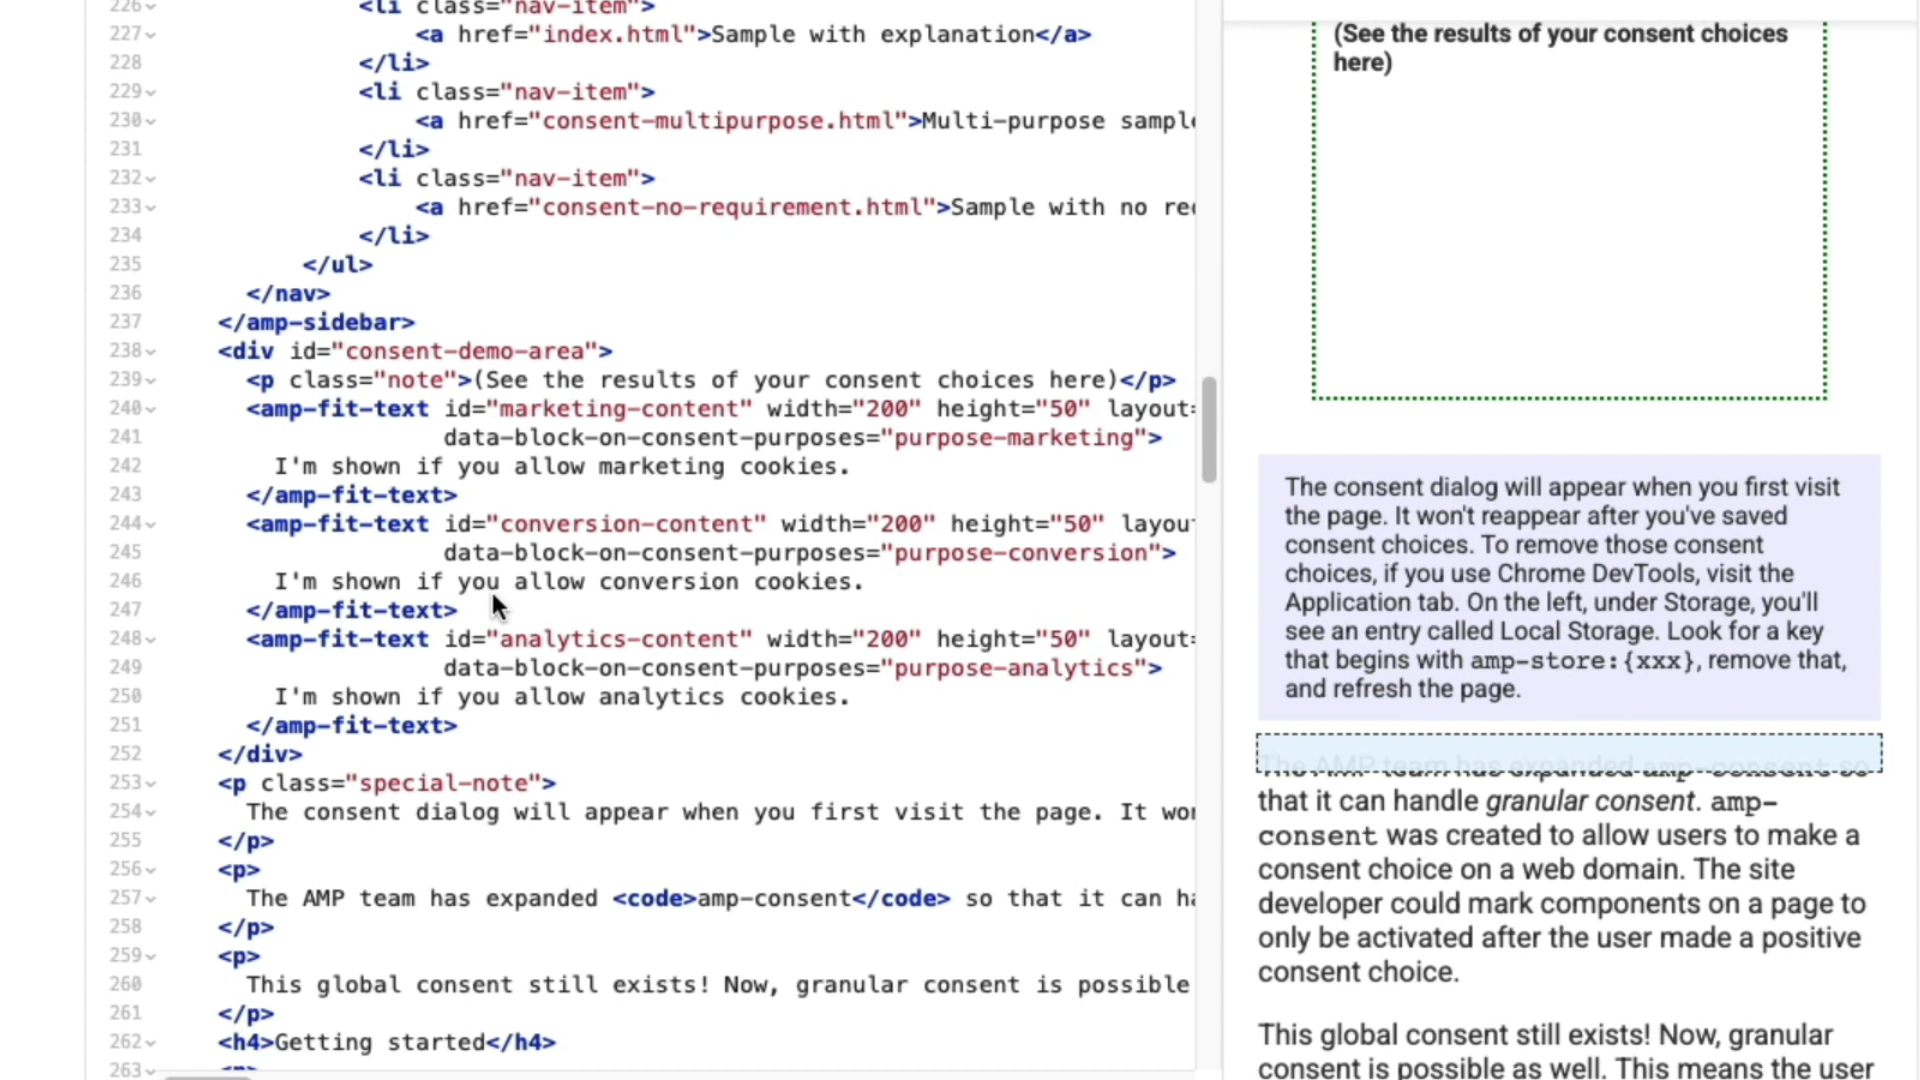 226 <li class="nav-item">
227 <a href="index.html">Sample with explanation</a>
228 </li>
229 <li class="nav-item">
230 <a href="consent-multipurpose.html">Multi-purpose sampl
231 </li>
232 <li class="nav-item">
233 <a href="consent-no-requirement.html">Sample with no re
234 </li>
235 </ul>
236 </nav>
237 </amp-sidebar>
238 <div id="consent-demo-area">
239 <p class="note">(See the results of your consent choices here)</p>
240 <amp-fit-text id="marketing-content" width="200" height="50" layout=
241 data-block-on-consent-purposes="purpose-marketing">
242 I'm shown if you allow marketing cookies.
243 </amp-fit-text>
244 <amp-fit-text id="conversion-content" width="200" height="50" layou
245 data-block-on-consent-purposes="purpose-conversion">
246 I'm shown if you allow conversion cookies.
247 </amp-fit-text>
248 <amp-fit-text id="analytics-content" width="200" height="50" layout=
249 data-block-on-consent-purposes="purpose-analytics">
250 I'm shown if you allow analytics cookies.
251 </amp-fit-text>
252 </div>
253 <p class="special-note">
254 The consent dialog will appear when you first visit the page. It wo
255 </p>
256 <p>
257 The AMP team has expanded <code>amp-consent</code> so that it can ha
258 </p>
259 <p>
260 This global consent still exists! Now, granular consent is possible
261 </p>
262 <h4>Getting started</h4>
263
(See the results of your consent choices
here)
The consent dialog will appear when you first visit
the page. It won't reappear after you've saved
consent choices. To remove those consent
choices, if you use Chrome DevTools, visit the
Application tab. On the left, under Storage, you'll
see an entry called Local Storage. Look for a key
that begins with amp-store:{xxx}, remove that,
and refresh the page.
The AMP team has expanded amp-consent so
that it can handle granular consent. amp-
consent was created to allow users to make a
consent choice on a web domain. The site
developer could mark components on a page to
only be activated after the user made a positive
consent choice.
This global consent still exists! Now, granular
consent is possible as well. This means the user